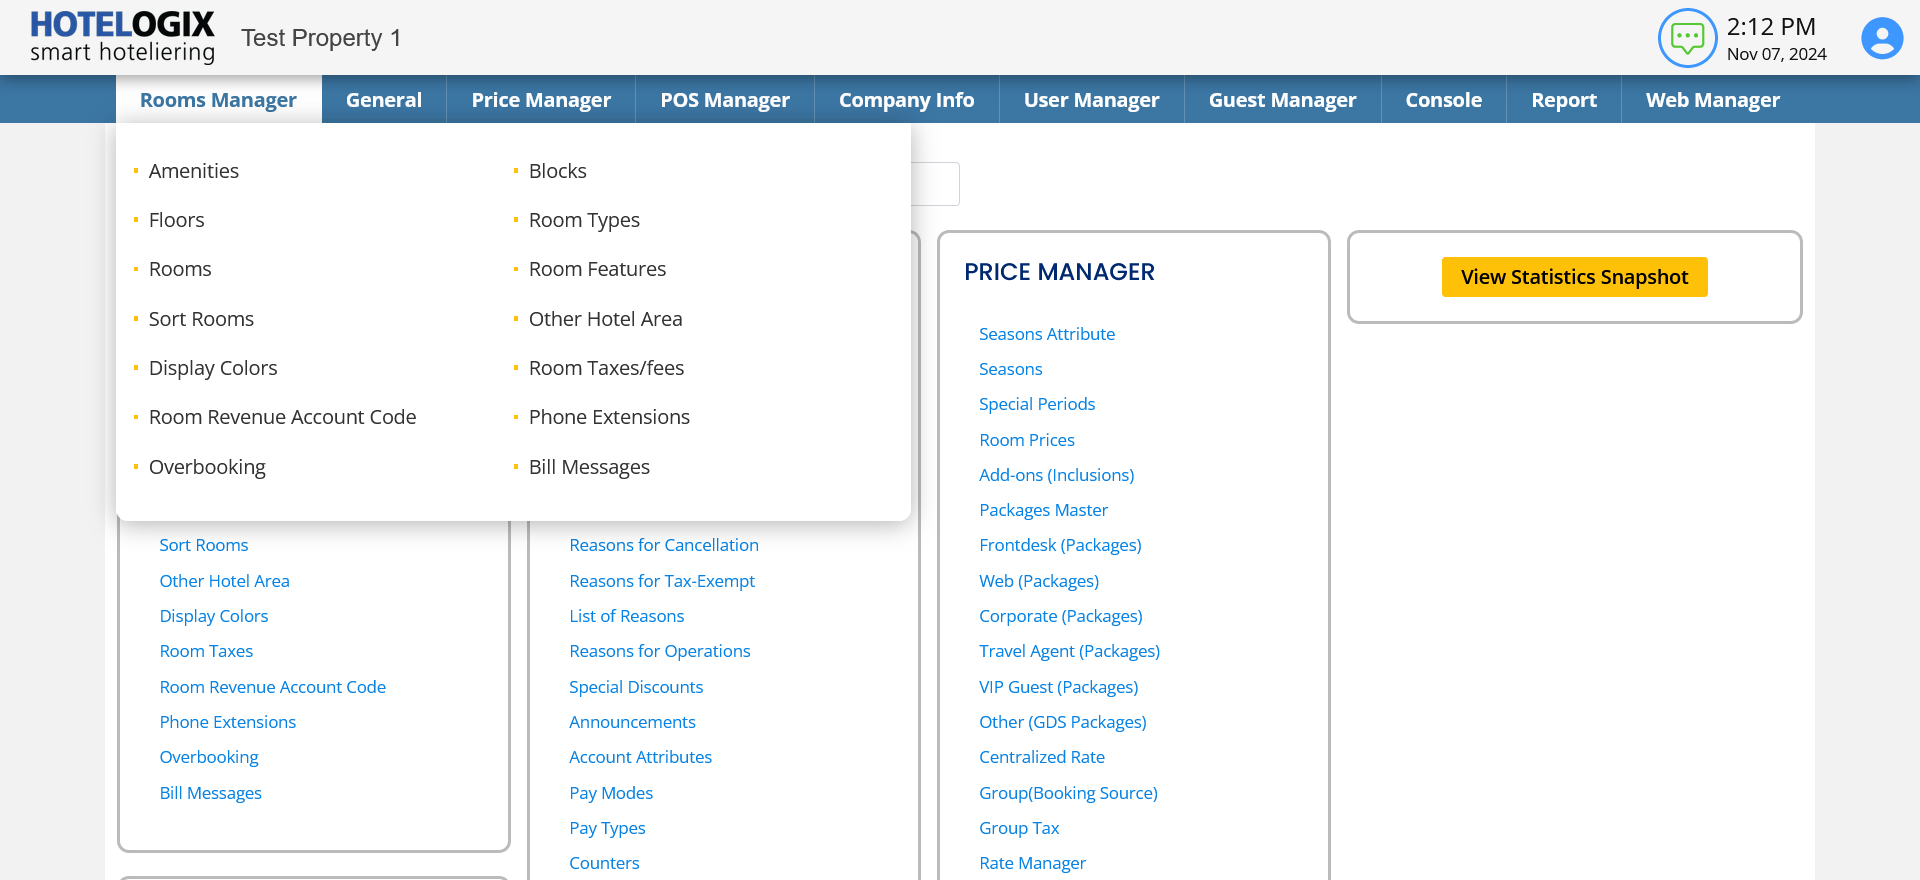 HOTELOGIX
smart hoteliering
Test Property 1
2:12 PM
Nov 07, 2024
Rooms Manager
General
Price Manager
POS Manager
Company Info
User Manager
Guest Manager
Console
Report
Web Manager
Amenities
Blocks
Floors
Room Types
Rooms
Room Features
Sort Rooms
Other Hotel Area
Display Colors
Room Taxes/fees
Room Revenue Account Code
Phone Extensions
Overbooking
Bill Messages
Sort Rooms
Other Hotel Area
Display Colors
Room Taxes
Room Revenue Account Code
Phone Extensions
Overbooking
Bill Messages
Reasons for Cancellation
Reasons for Tax-Exempt
List of Reasons
Reasons for Operations
Special Discounts
Announcements
Account Attributes
Pay Modes
Pay Types
Counters
PRICE MANAGER
Seasons Attribute
Seasons
Special Periods
Room Prices
Add-ons (Inclusions)
Packages Master
Frontdesk (Packages)
Web (Packages)
Corporate (Packages)
Travel Agent (Packages)
VIP Guest (Packages)
Other (GDS Packages)
Centralized Rate
Group(Booking Source)
Group Tax
Rate Manager
View Statistics Snapshot